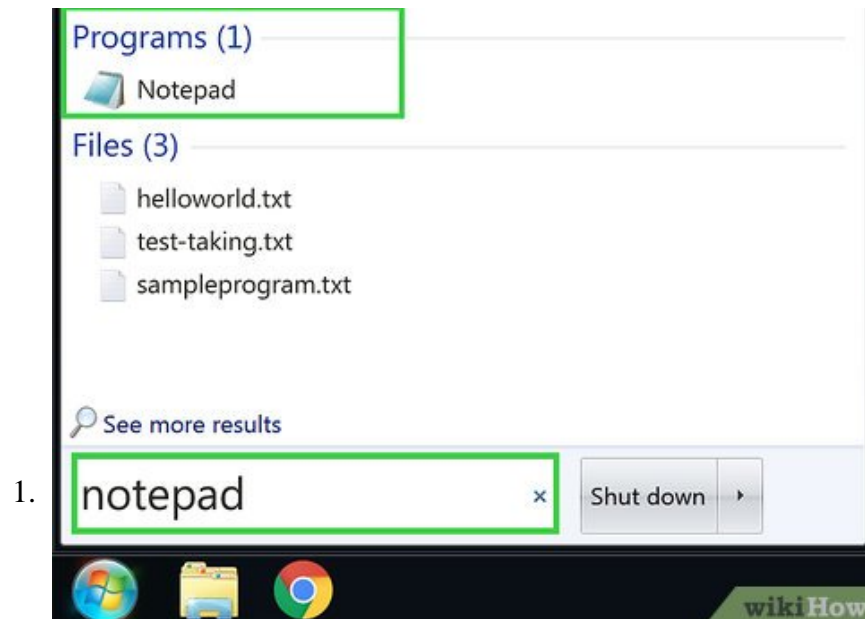 Programs (1)
Notepad
Files (3)
helloworld.txt
test-taking.txt
sampleprogram.txt
See more results
1.
notepad × Shut down
wikiHow